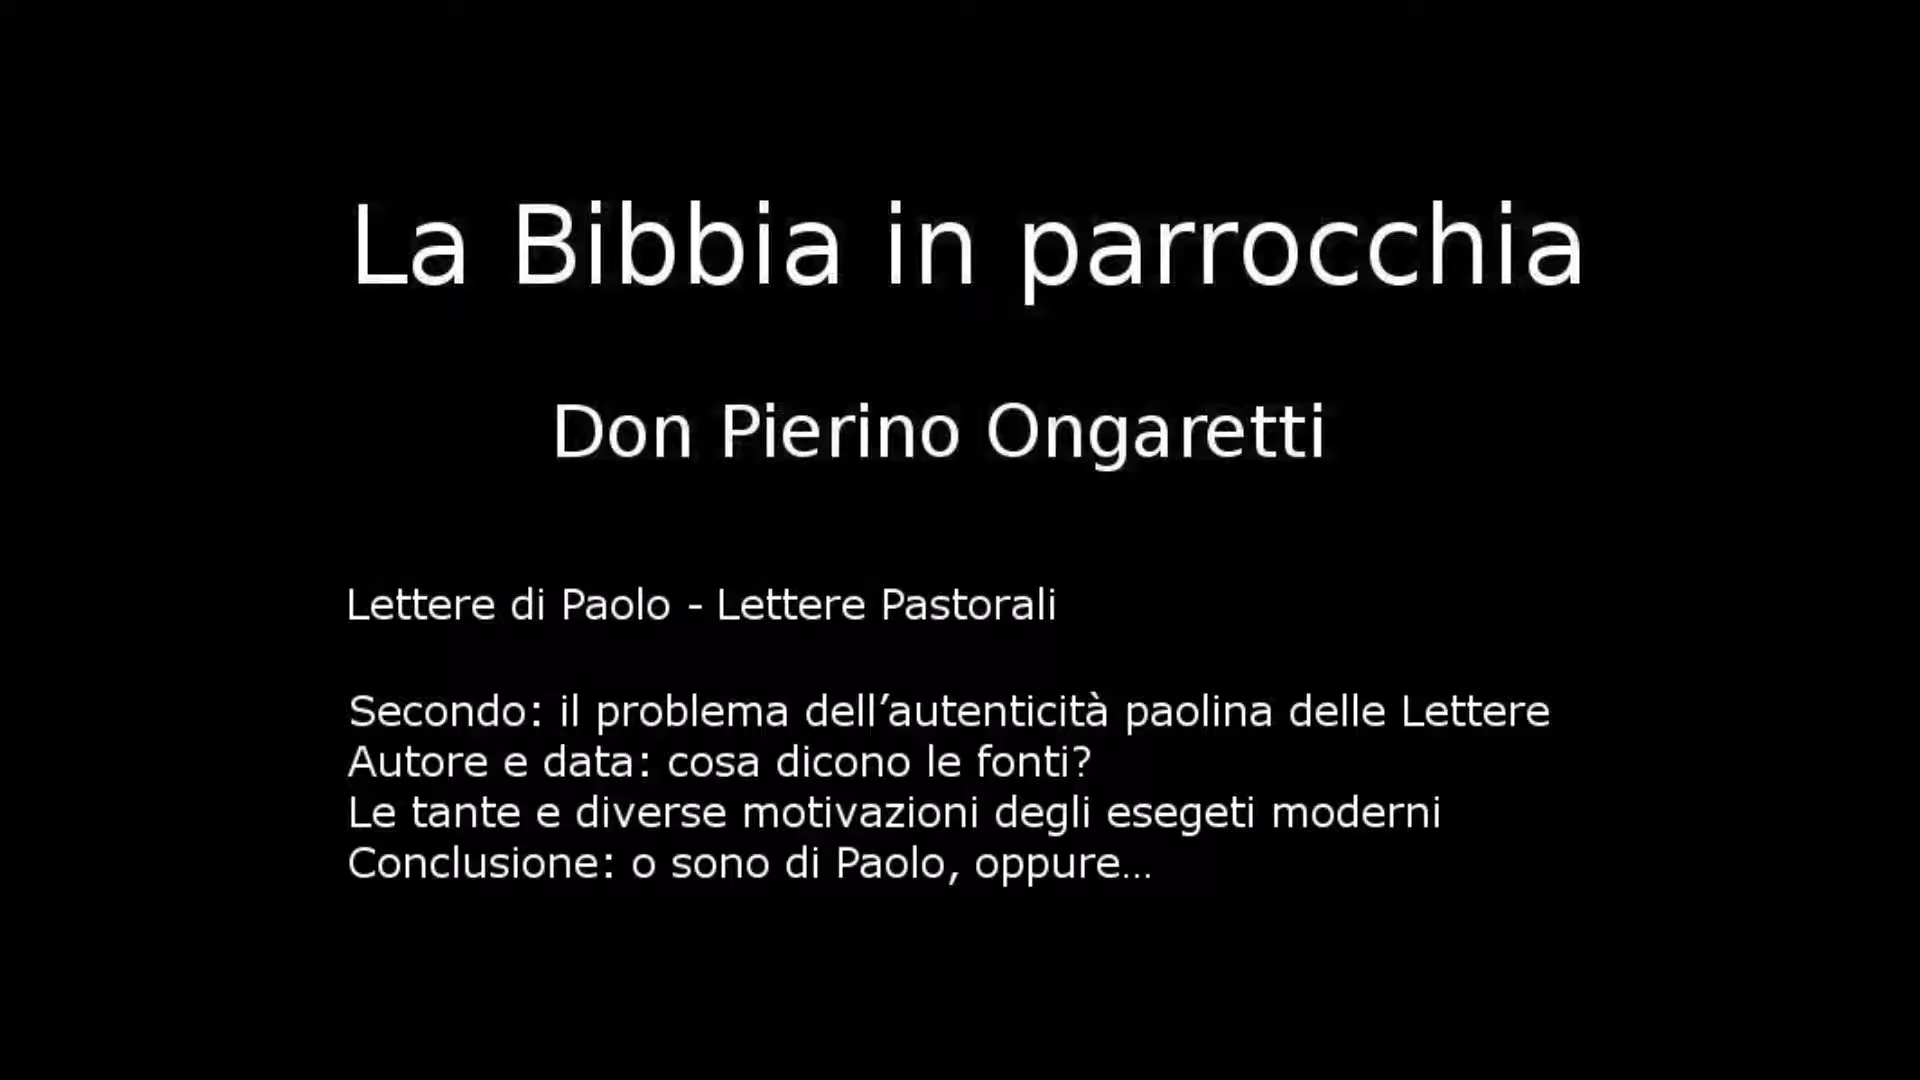 La Bibbia in parrocchia
Don Pierino Ongaretti
Lettere di Paolo - Lettere Pastorali
Secondo: il problema dell’autenticità paolina delle Lettere
Autore e data: cosa dicono le fonti?
Le tante e diverse motivazioni degli esegeti moderni
Conclusione: o sono di Paolo, oppure...